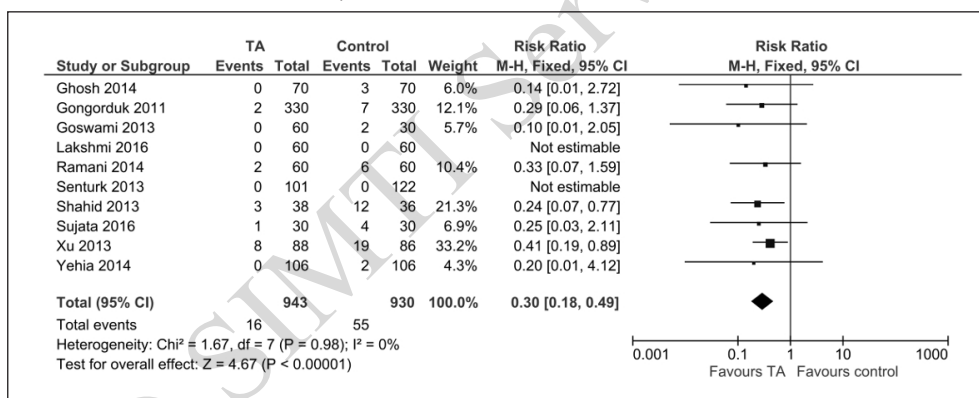 SIMTI Serv
TA Control Risk Ratio Risk Ratio
Study or Subgroup Events Total Events Total Weight M-H, Fixed, 95% CI M-H, Fixed, 95% CI
Ghosh 2014 0 70 3 70 6.0% 0.14 [0.01, 2.72]
Gongorduk 2011 2 330 7 330 12.1% 0.29 [0.06, 1.37]
Goswami 2013 0 60 2 30 5.7% 0.10 [0.01, 2.05]
Lakshmi 2016 0 60 0 60 Not estimable
Ramani 2014 2 60 6 60 10.4% 0.33 [0.07, 1.59]
Senturk 2013 0 101 0 122 Not estimable
Shahid 2013 3 38 12 36 21.3% 0.24 [0.07, 0.77]
Sujata 2016 1 30 4 30 6.9% 0.25 [0.03, 2.11]
Xu 2013 8 88 19 86 33.2% 0.41 [0.19, 0.89]
Yehia 2014 0 106 2 106 4.3% 0.20 [0.01, 4.12]
Total (95% CI) 943 930 100.0% 0.30 [0.18, 0.49]
Total events 16 55
Heterogeneity: Chi² = 1.67, df = 7 (P = 0.98); I² = 0%
Test for overall effect: Z = 4.67 (P < 0.00001)
0.001 0.1 1 10 1000
Favours TA Favours control